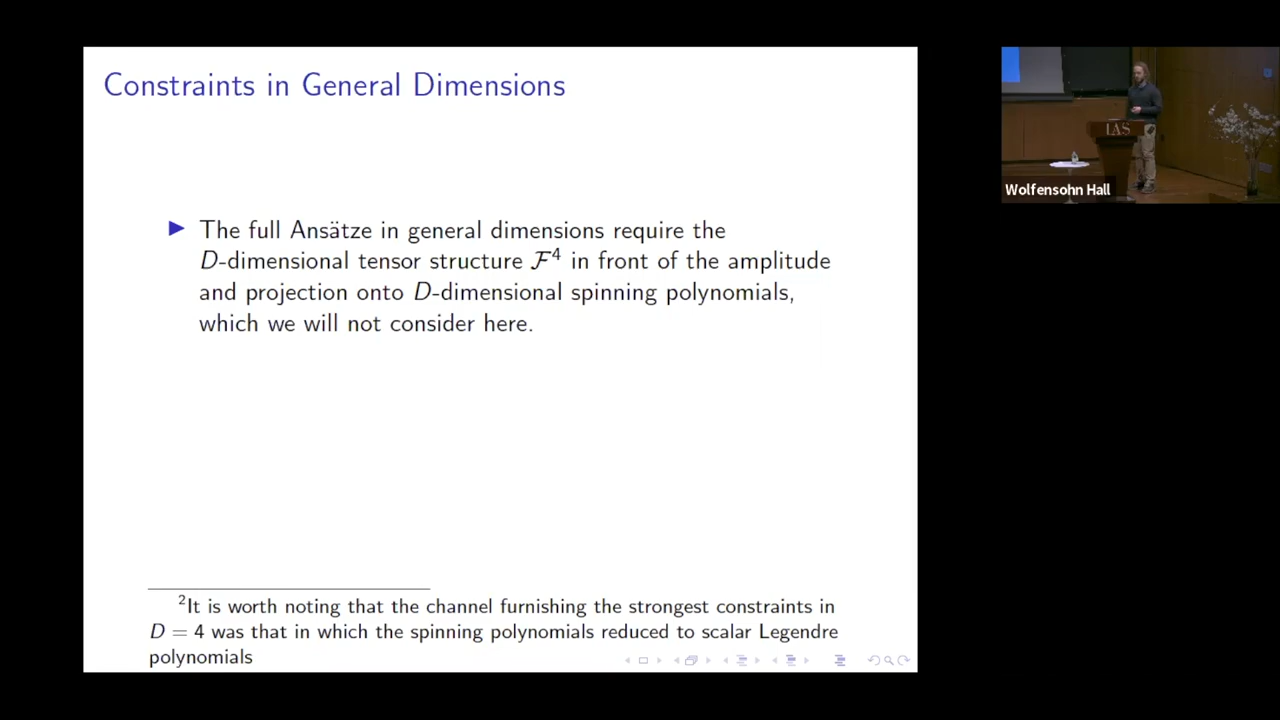 Constraints in General Dimensions
▶ The full Ansätze in general dimensions require the
D-dimensional tensor structure ℱ⁴ in front of the amplitude
and projection onto D-dimensional spinning polynomials,
which we will not consider here.
²It is worth noting that the channel furnishing the strongest constraints in
D = 4 was that in which the spinning polynomials reduced to scalar Legendre
polynomials
IAS
Wolfensohn Hall